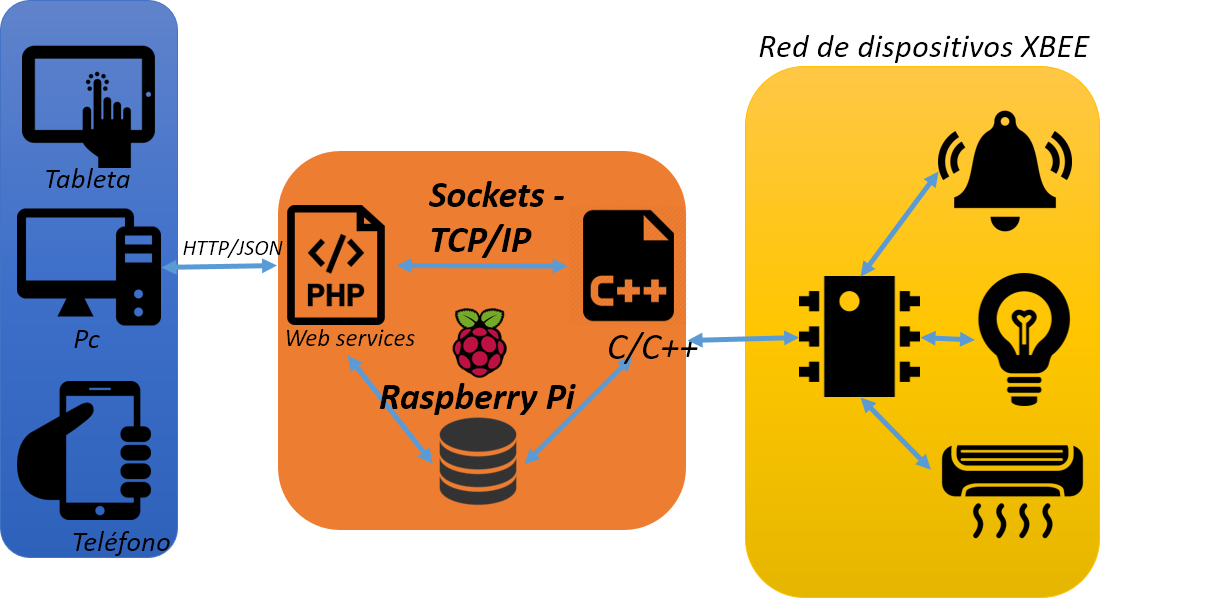 Red de dispositivos XBEE
Tableta
Pc
Teléfono
HTTP/JSON
Sockets -
TCP/IP
PHP
Web services
C++
C/C++
Raspberry Pi